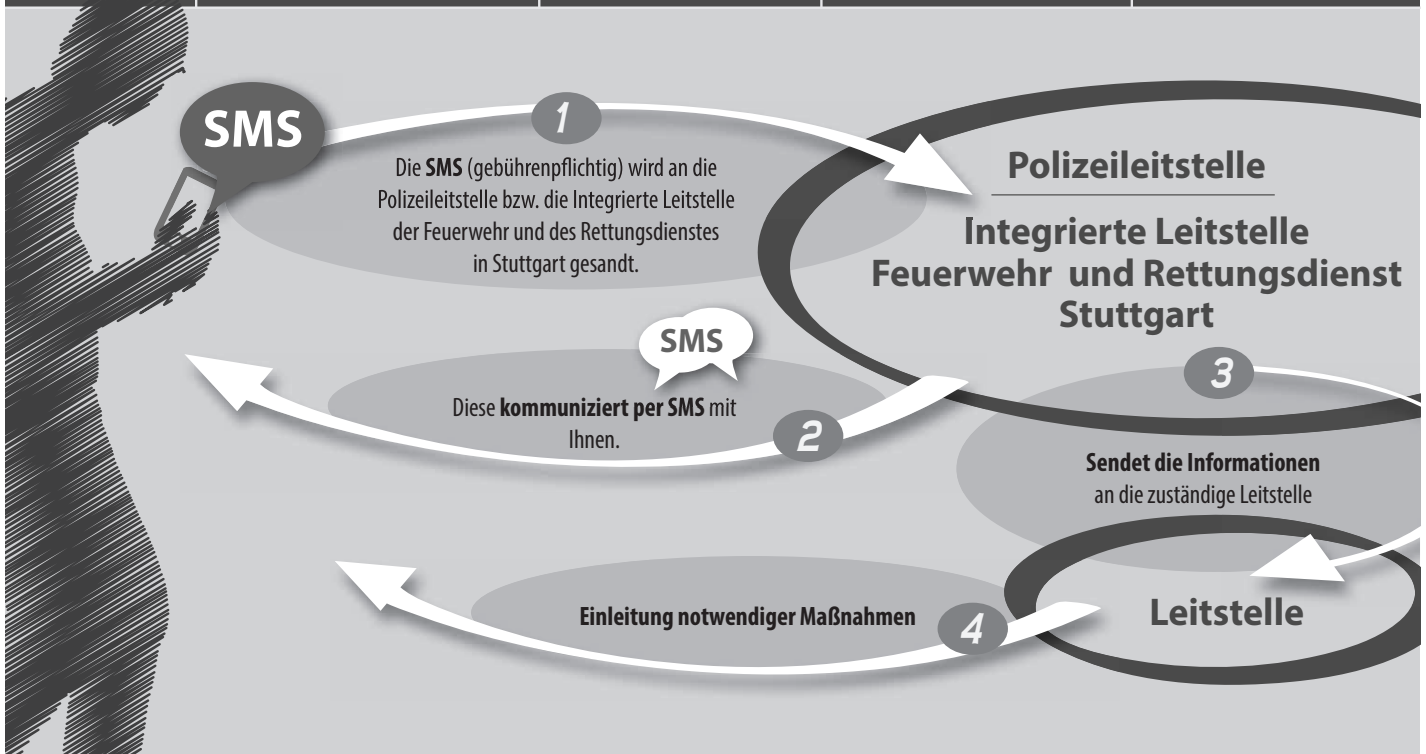 SMS
1
Die SMS (gebührenpflichtig) wird an die
Polizeileitstelle bzw. die Integrierte Leitstelle
der Feuerwehr und des Rettungsdienstes
in Stuttgart gesandt.
Polizeileitstelle
Integrierte Leitstelle
Feuerwehr und Rettungsdienst
Stuttgart
SMS
Diese kommuniziert per SMS mit
Ihnen.
2
3
Sendet die Informationen
an die zuständige Leitstelle
Einleitung notwendiger Maßnahmen
4
Leitstelle